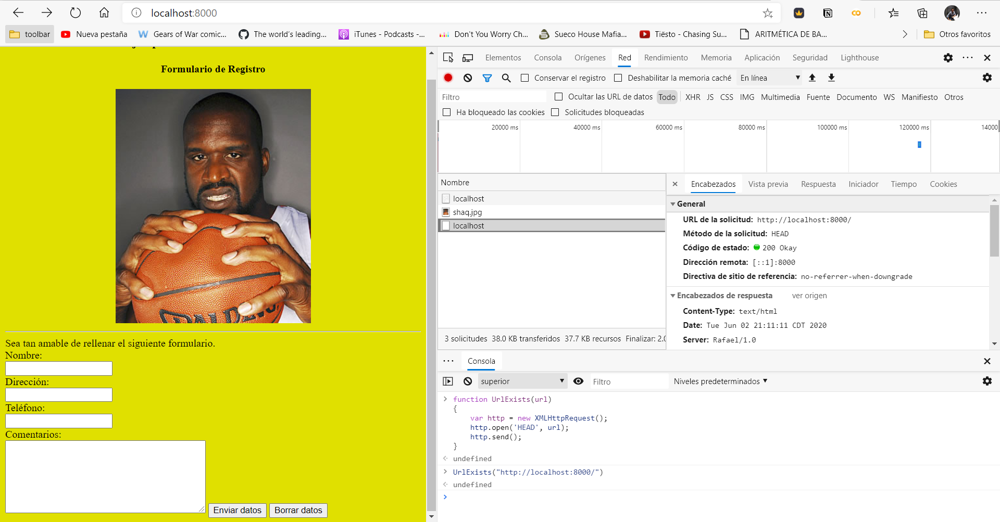 localhost:8000
toolbar
Nueva pestaña
Gears of War comic...
The world's leading...
iTunes - Podcasts -...
Don't You Worry Ch...
Sueco House Mafia...
Tiësto - Chasing Su...
ARITMÉTICA DE BA...
Otros favoritos
Formulario de Registro
SPALDING
Sea tan amable de rellenar el siguiente formulario.
Nombre:
Dirección:
Teléfono:
Comentarios:
Enviar datos Borrar datos
Elementos Consola Orígenes Red Rendimiento Memoria Aplicación Seguridad Lighthouse
Conservar el registro Deshabilitar la memoria caché En línea
Filtro Ocultar las URL de datos Todo XHR JS CSS IMG Multimedia Fuente Documento WS Manifiesto Otros
Ha bloqueado las cookies Solicitudes bloqueadas
20000 ms 40000 ms 60000 ms 80000 ms 100000 ms 120000 ms 14000
Nombre
localhost
shaq.jpg
localhost
3 solicitudes 38.0 KB transferidos 37.7 KB recursos Finalizar: 2.0
Encabezados Vista previa Respuesta Iniciador Tiempo Cookies
General
URL de la solicitud: http://localhost:8000/
Método de la solicitud: HEAD
Código de estado: 200 Okay
Dirección remota: [::1]:8000
Directiva de sitio de referencia: no-referrer-when-downgrade
Encabezados de respuesta ver origen
Content-Type: text/html
Date: Tue Jun 02 21:11:11 CDT 2020
Server: Rafael/1.0
Consola
superior Filtro Niveles predeterminados
function UrlExists(url)
{
var http = new XMLHttpRequest();
http.open('HEAD', url);
http.send();
}
undefined
UrlExists("http://localhost:8000/")
undefined